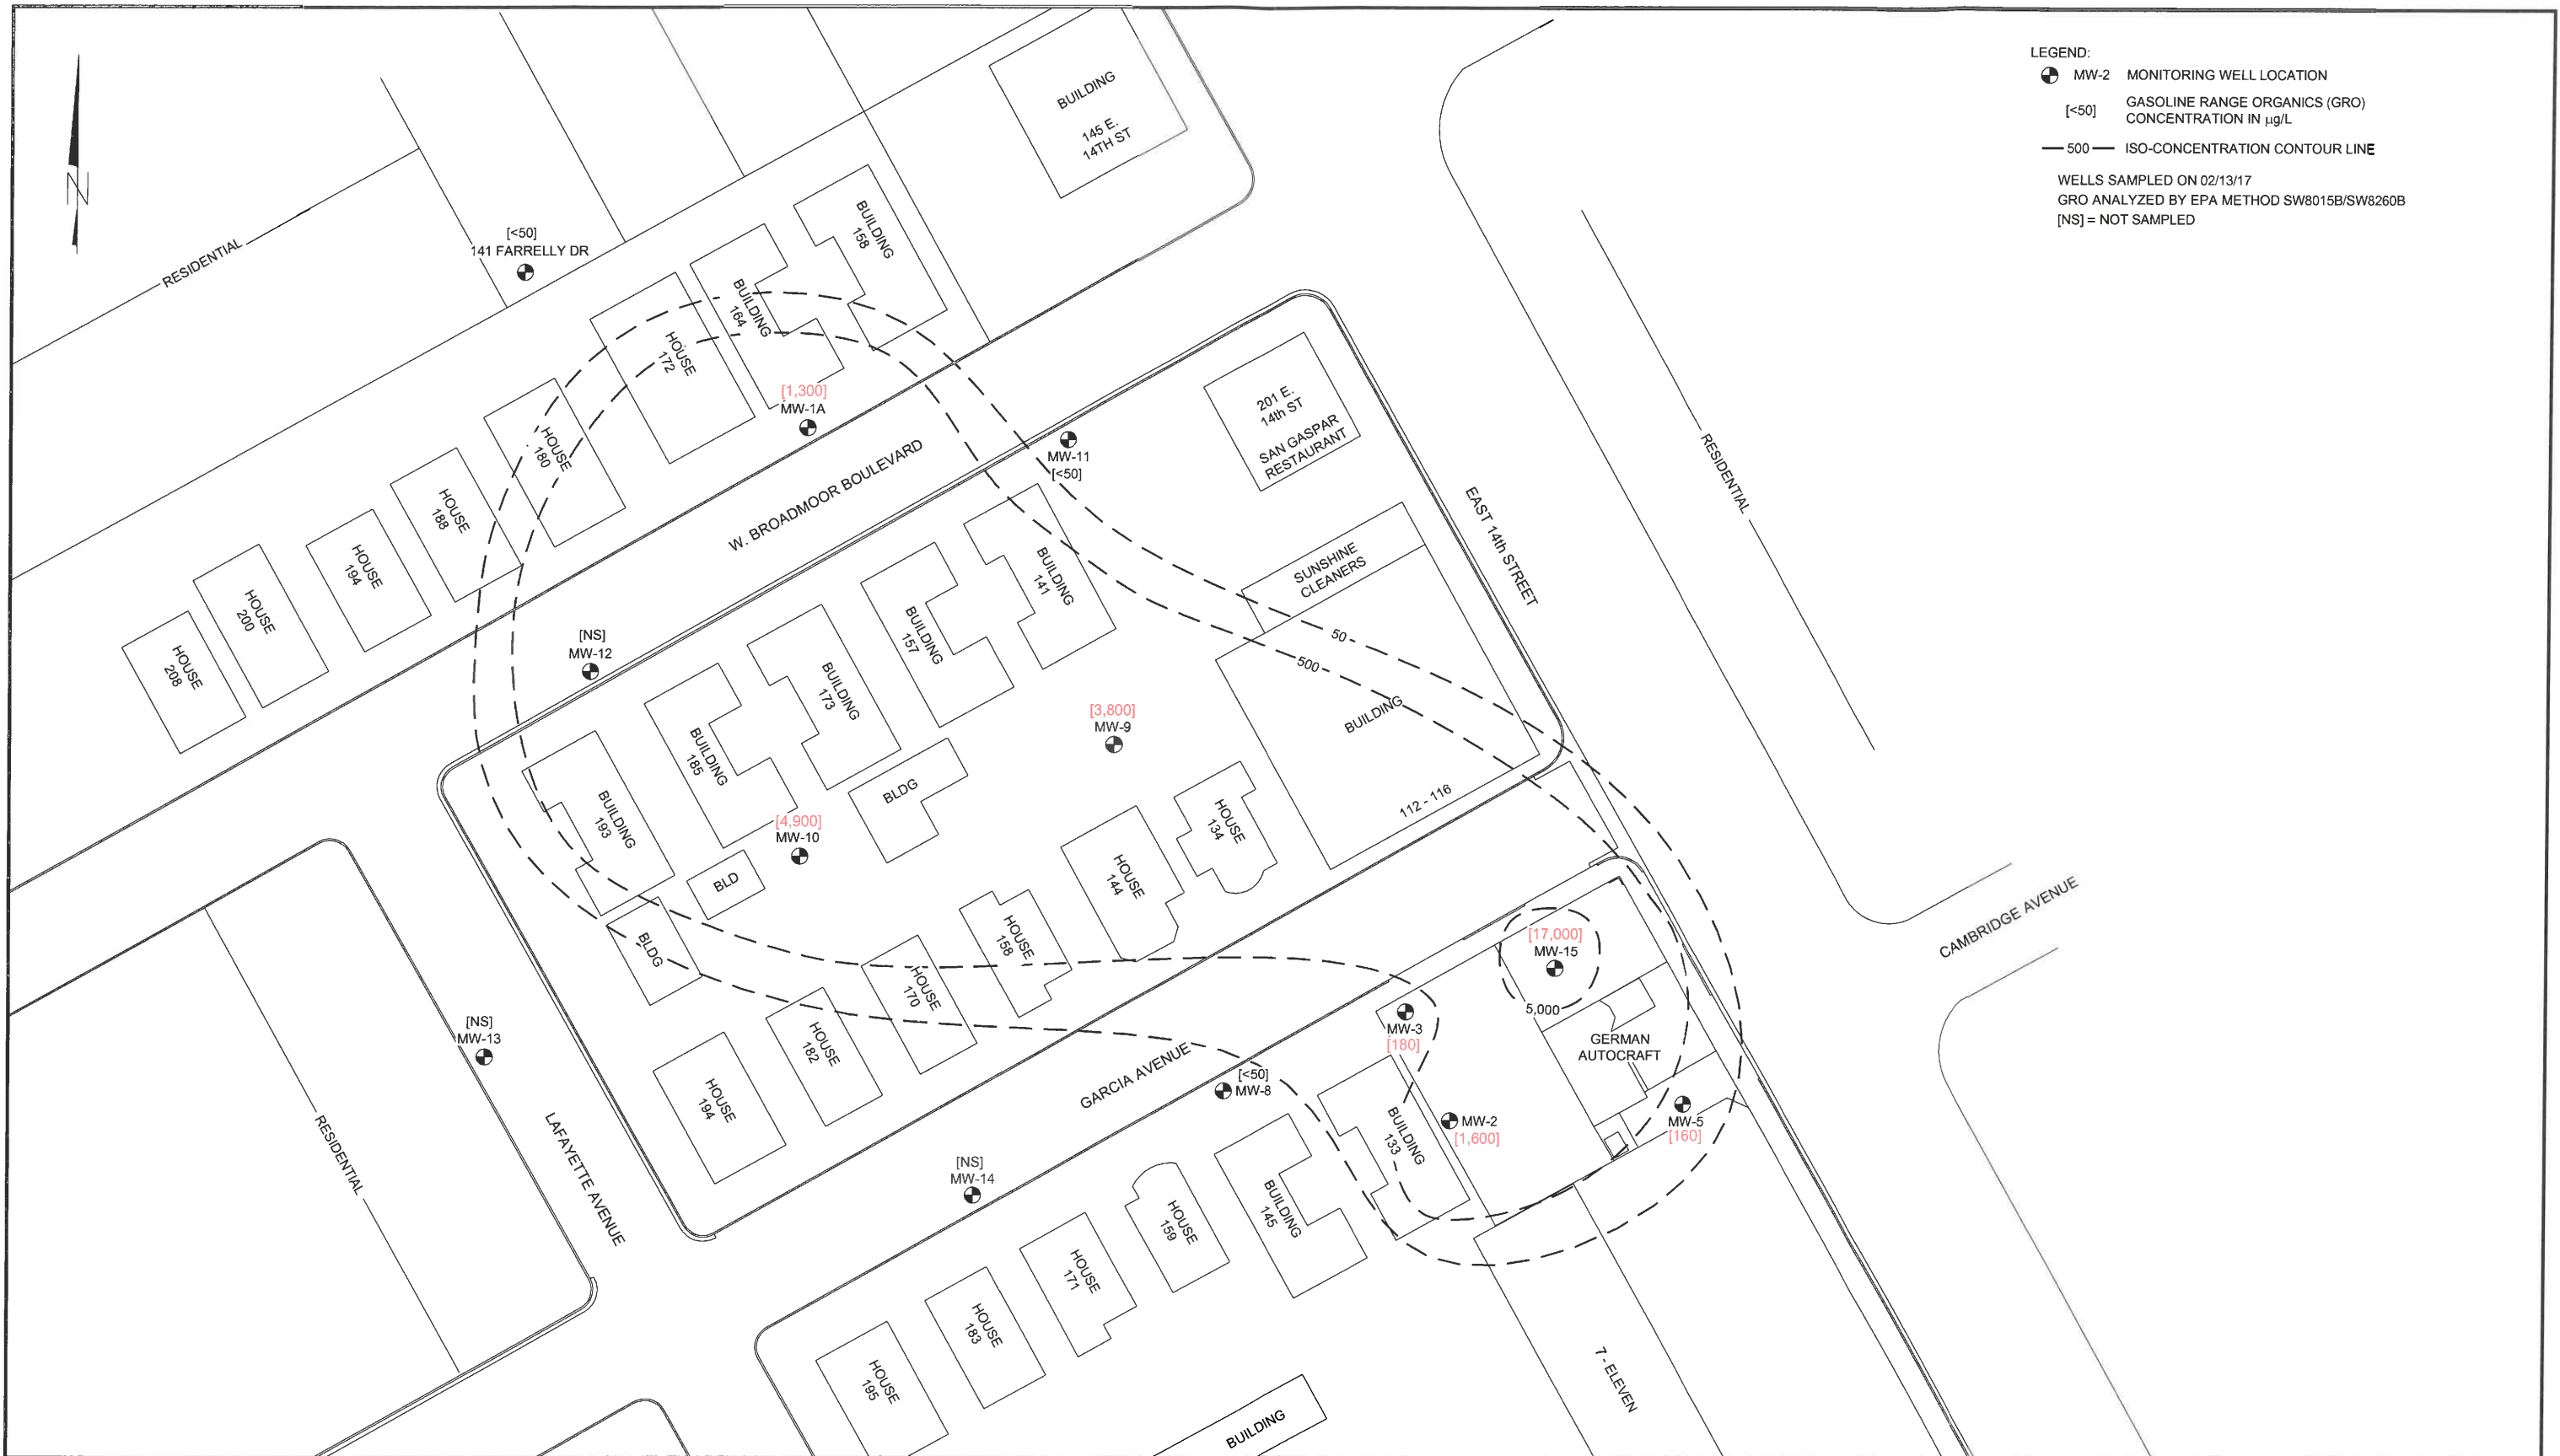 LEGEND:
MW-2 MONITORING WELL LOCATION
[<50] GASOLINE RANGE ORGANICS (GRO)
CONCENTRATION IN µg/L
500 ISO-CONCENTRATION CONTOUR LINE
WELLS SAMPLED ON 02/13/17
GRO ANALYZED BY EPA METHOD SW8015B/SW8260B
[NS] = NOT SAMPLED
N
BUILDING
145 E.
14TH ST
RESIDENTIAL
[<50]
141 FARRELLY DR
BUILDING
158
BUILDING
164
HOUSE
172
[1,300]
MW-1A
HOUSE
180
HOUSE
188
HOUSE
194
HOUSE
200
HOUSE
208
W. BROADMOOR BOULEVARD
MW-11
[<50]
201 E.
14th ST
SAN GASPAR
RESTAURANT
EAST 14th STREET
RESIDENTIAL
SUNSHINE
CLEANERS
50
500
BUILDING
112 - 116
[NS]
MW-12
BUILDING
141
BUILDING
157
BUILDING
173
BUILDING
185
BUILDING
193
BLDG
[3,800]
MW-9
[4,900]
MW-10
BLD
BLDG
HOUSE
134
HOUSE
144
HOUSE
158
HOUSE
170
HOUSE
182
HOUSE
194
CAMBRIDGE AVENUE
[17,000]
MW-15
5,000
GERMAN
AUTOCRAFT
MW-3
[180]
MW-2
[1,600]
MW-5
[160]
[<50]
MW-8
GARCIA AVENUE
[NS]
MW-13
RESIDENTIAL
LAFAYETTE AVENUE
[NS]
MW-14
BUILDING
133
BUILDING
145
HOUSE
159
HOUSE
171
HOUSE
183
HOUSE
195
7 - ELEVEN
BUILDING